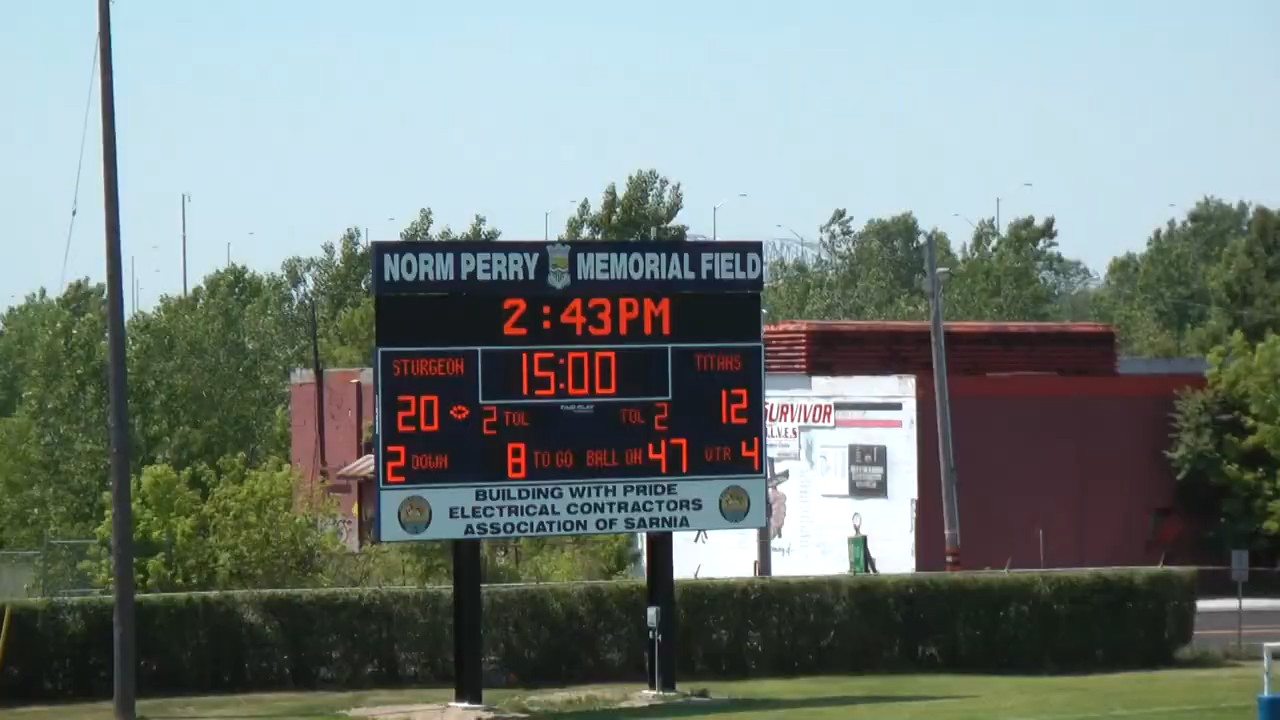 NORM PERRY MEMORIAL FIELD
2:43PM
STURGEON 15:00 TITANS
20 2 TOL TOL 2 12
2 DOWN 8 TO GO BALL ON 47 QTR 4
BUILDING WITH PRIDE
ELECTRICAL CONTRACTORS
ASSOCIATION OF SARNIA
SURVIVOR